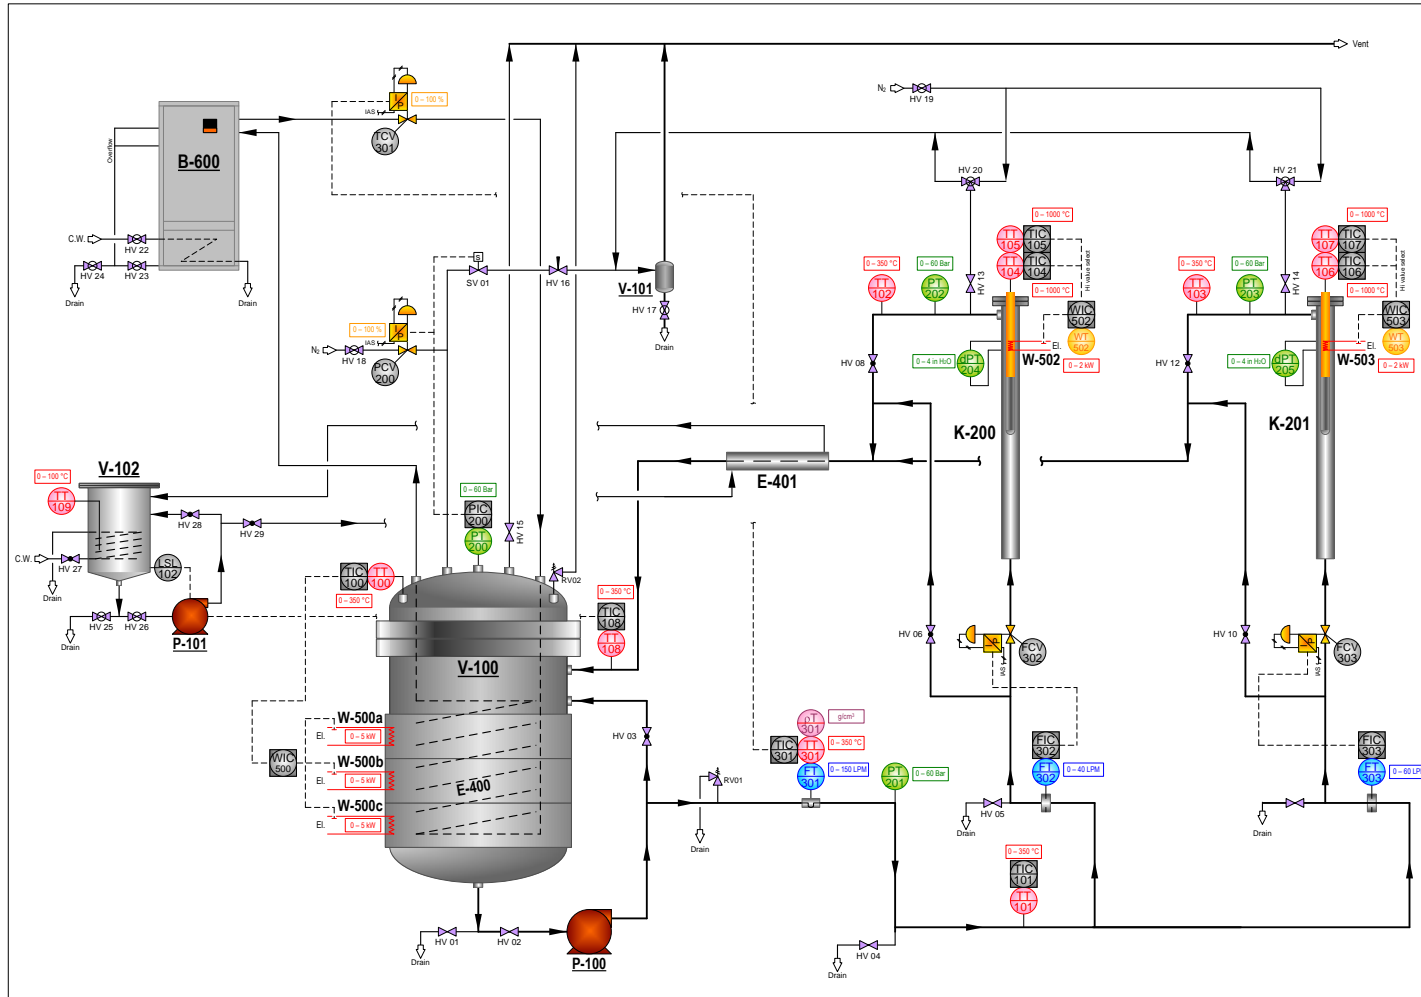 Vent
N₂
HV 19
I/P
0 – 100 %
IAS
TCV
301
Overflow
B-600
C.W.
HV 22
HV 24
HV 23
Drain
Drain
S
SV 01
HV 16
V-101
HV 17
Drain
I/P
0 – 100 %
IAS
N₂
HV 18
PCV
200
HV 20
HV 21
0 – 350 °C
TT
102
0 – 60 Bar
PT
202
HV 13
0 – 1000 °C
TT
105
TIC
105
TT
104
TIC
104
0 – 1000 °C
Hi value select
WIC
502
WT
502
El.
W-502
0 – 2 kW
HV 08
0 – 4 in H₂O
dPT
204
K-200
0 – 350 °C
TT
103
0 – 60 Bar
PT
203
HV 14
0 – 1000 °C
TT
107
TIC
107
TT
106
TIC
106
0 – 1000 °C
Hi value select
WIC
503
WT
503
El.
W-503
0 – 2 kW
HV 12
0 – 4 in H₂O
dPT
205
K-201
E-401
V-102
0 – 100 °C
TT
109
HV 28
HV 29
C.W.
HV 27
Drain
LSL
102
HV 25
HV 26
Drain
P-101
0 – 60 Bar
PIC
200
PT
200
HV 15
RV02
TIC
100
TT
100
0 – 350 °C
0 – 350 °C
TIC
108
TT
108
V-100
W-500a
El.
0 – 5 kW
WIC
500
W-500b
El.
0 – 5 kW
E-400
W-500c
El.
0 – 5 kW
HV 03
HV 01
HV 02
Drain
P-100
RV01
Drain
ρT
301
g/cm³
TIC
301
TT
301
0 – 350 °C
FT
301
0 – 150 LPM
PT
201
0 – 60 Bar
HV 04
Drain
HV 06
I/P
IAS
FCV
302
FIC
302
FT
302
0 – 40 LPM
HV 05
Drain
0 – 350 °C
TIC
101
TT
101
HV 10
I/P
IAS
FCV
303
FIC
303
FT
303
0 – 60 LP
Drain